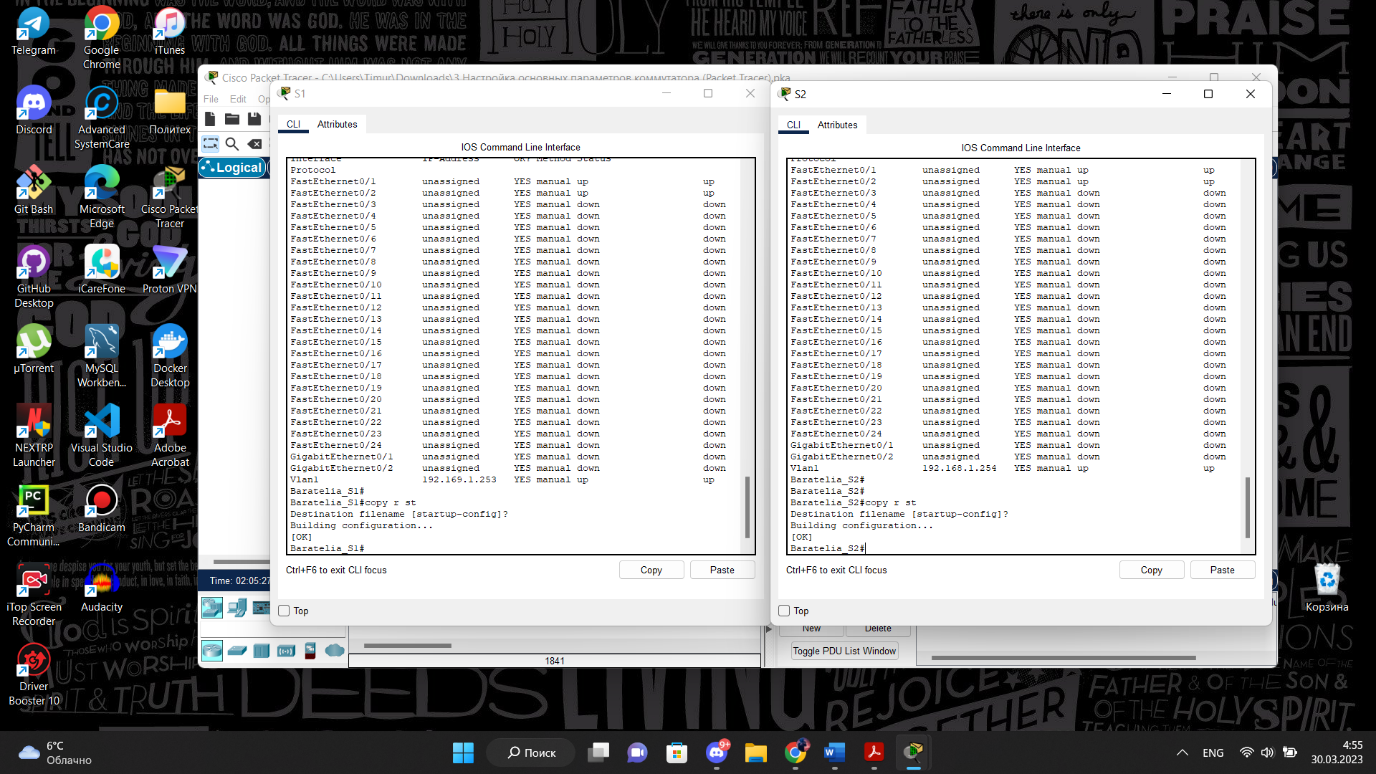 Telegram
Google
Chrome
iTunes
Discord
Advanced
SystemCare
Политех
Git Bash
Microsoft
Edge
Cisco Packet
Tracer
GitHub
Desktop
iCareFone
Proton VPN
µTorrent
MySQL
Workben...
Docker
Desktop
NEXTRP
Launcher
Visual Studio
Code
Adobe
Acrobat
PyCharm
Communi...
Bandicam
iTop Screen
Recorder
Audacity
Driver
Booster 10
Корзина
Cisco Packet Tracer - C:\Users\Timur\Downloads\3 Настройка основных параметров коммутатора (Packet Tracer).pka
File Edit Op
Logical
Time: 02:05:27
1841
New Delete
Toggle PDU List Window
S1
CLI Attributes
IOS Command Line Interface
Interface IP-Address OK? Method Status
Protocol
FastEthernet0/1 unassigned YES manual up up
FastEthernet0/2 unassigned YES manual up up
FastEthernet0/3 unassigned YES manual down down
FastEthernet0/4 unassigned YES manual down down
FastEthernet0/5 unassigned YES manual down down
FastEthernet0/6 unassigned YES manual down down
FastEthernet0/7 unassigned YES manual down down
FastEthernet0/8 unassigned YES manual down down
FastEthernet0/9 unassigned YES manual down down
FastEthernet0/10 unassigned YES manual down down
FastEthernet0/11 unassigned YES manual down down
FastEthernet0/12 unassigned YES manual down down
FastEthernet0/13 unassigned YES manual down down
FastEthernet0/14 unassigned YES manual down down
FastEthernet0/15 unassigned YES manual down down
FastEthernet0/16 unassigned YES manual down down
FastEthernet0/17 unassigned YES manual down down
FastEthernet0/18 unassigned YES manual down down
FastEthernet0/19 unassigned YES manual down down
FastEthernet0/20 unassigned YES manual down down
FastEthernet0/21 unassigned YES manual down down
FastEthernet0/22 unassigned YES manual down down
FastEthernet0/23 unassigned YES manual down down
FastEthernet0/24 unassigned YES manual down down
GigabitEthernet0/1 unassigned YES manual down down
GigabitEthernet0/2 unassigned YES manual down down
Vlan1 192.169.1.253 YES manual up up
Baratelia_S1#
Baratelia_S1#copy r st
Destination filename [startup-config]?
Building configuration...
[OK]
Baratelia_S1#
Ctrl+F6 to exit CLI focus
Copy Paste
Top
S2
CLI Attributes
IOS Command Line Interface
Protocol
FastEthernet0/1 unassigned YES manual up up
FastEthernet0/2 unassigned YES manual up up
FastEthernet0/3 unassigned YES manual down down
FastEthernet0/4 unassigned YES manual down down
FastEthernet0/5 unassigned YES manual down down
FastEthernet0/6 unassigned YES manual down down
FastEthernet0/7 unassigned YES manual down down
FastEthernet0/8 unassigned YES manual down down
FastEthernet0/9 unassigned YES manual down down
FastEthernet0/10 unassigned YES manual down down
FastEthernet0/11 unassigned YES manual down down
FastEthernet0/12 unassigned YES manual down down
FastEthernet0/13 unassigned YES manual down down
FastEthernet0/14 unassigned YES manual down down
FastEthernet0/15 unassigned YES manual down down
FastEthernet0/16 unassigned YES manual down down
FastEthernet0/17 unassigned YES manual down down
FastEthernet0/18 unassigned YES manual down down
FastEthernet0/19 unassigned YES manual down down
FastEthernet0/20 unassigned YES manual down down
FastEthernet0/21 unassigned YES manual down down
FastEthernet0/22 unassigned YES manual down down
FastEthernet0/23 unassigned YES manual down down
FastEthernet0/24 unassigned YES manual down down
GigabitEthernet0/1 unassigned YES manual down down
GigabitEthernet0/2 unassigned YES manual down down
Vlan1 192.168.1.254 YES manual up up
Baratelia_S2#
Baratelia_S2#
Baratelia_S2#copy r st
Destination filename [startup-config]?
Building configuration...
[OK]
Baratelia_S2#
Ctrl+F6 to exit CLI focus
Copy Paste
Top
6°C
Облачно
Поиск
9+
ENG
4:55
30.03.2023